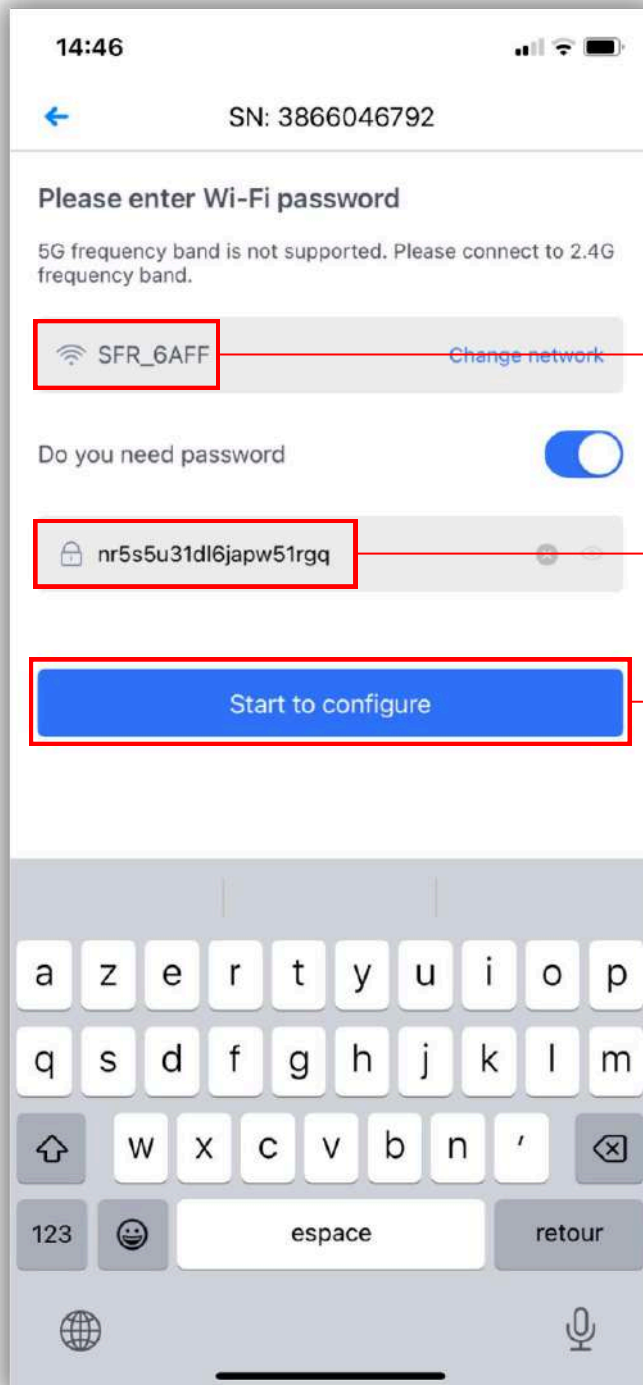 14:46
SN: 3866046792
Please enter Wi-Fi password
5G frequency band is not supported. Please connect to 2.4G
frequency band.
SFR_6AFF Change network
Do you need password
nr5s5u31dl6japw51rgq
Start to configure
a z e r t y u i o p
q s d f g h j k l m
w x c v b n '
123 espace retour